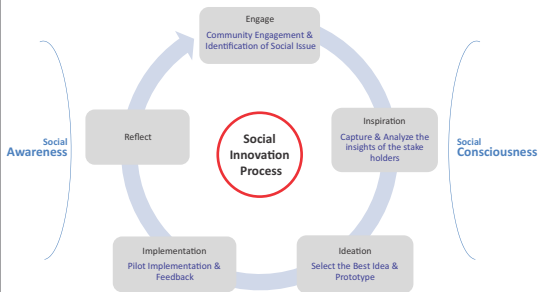 Engage
Community Engagement &
Identification of Social Issue
Inspiration
Capture & Analyze the
insights of the stake
holders
Ideation
Select the Best Idea &
Prototype
Implementation
Pilot Implementation &
Feedback
Reflect
Social
Innovation
Process
Social
Awareness
Social
Consciousness